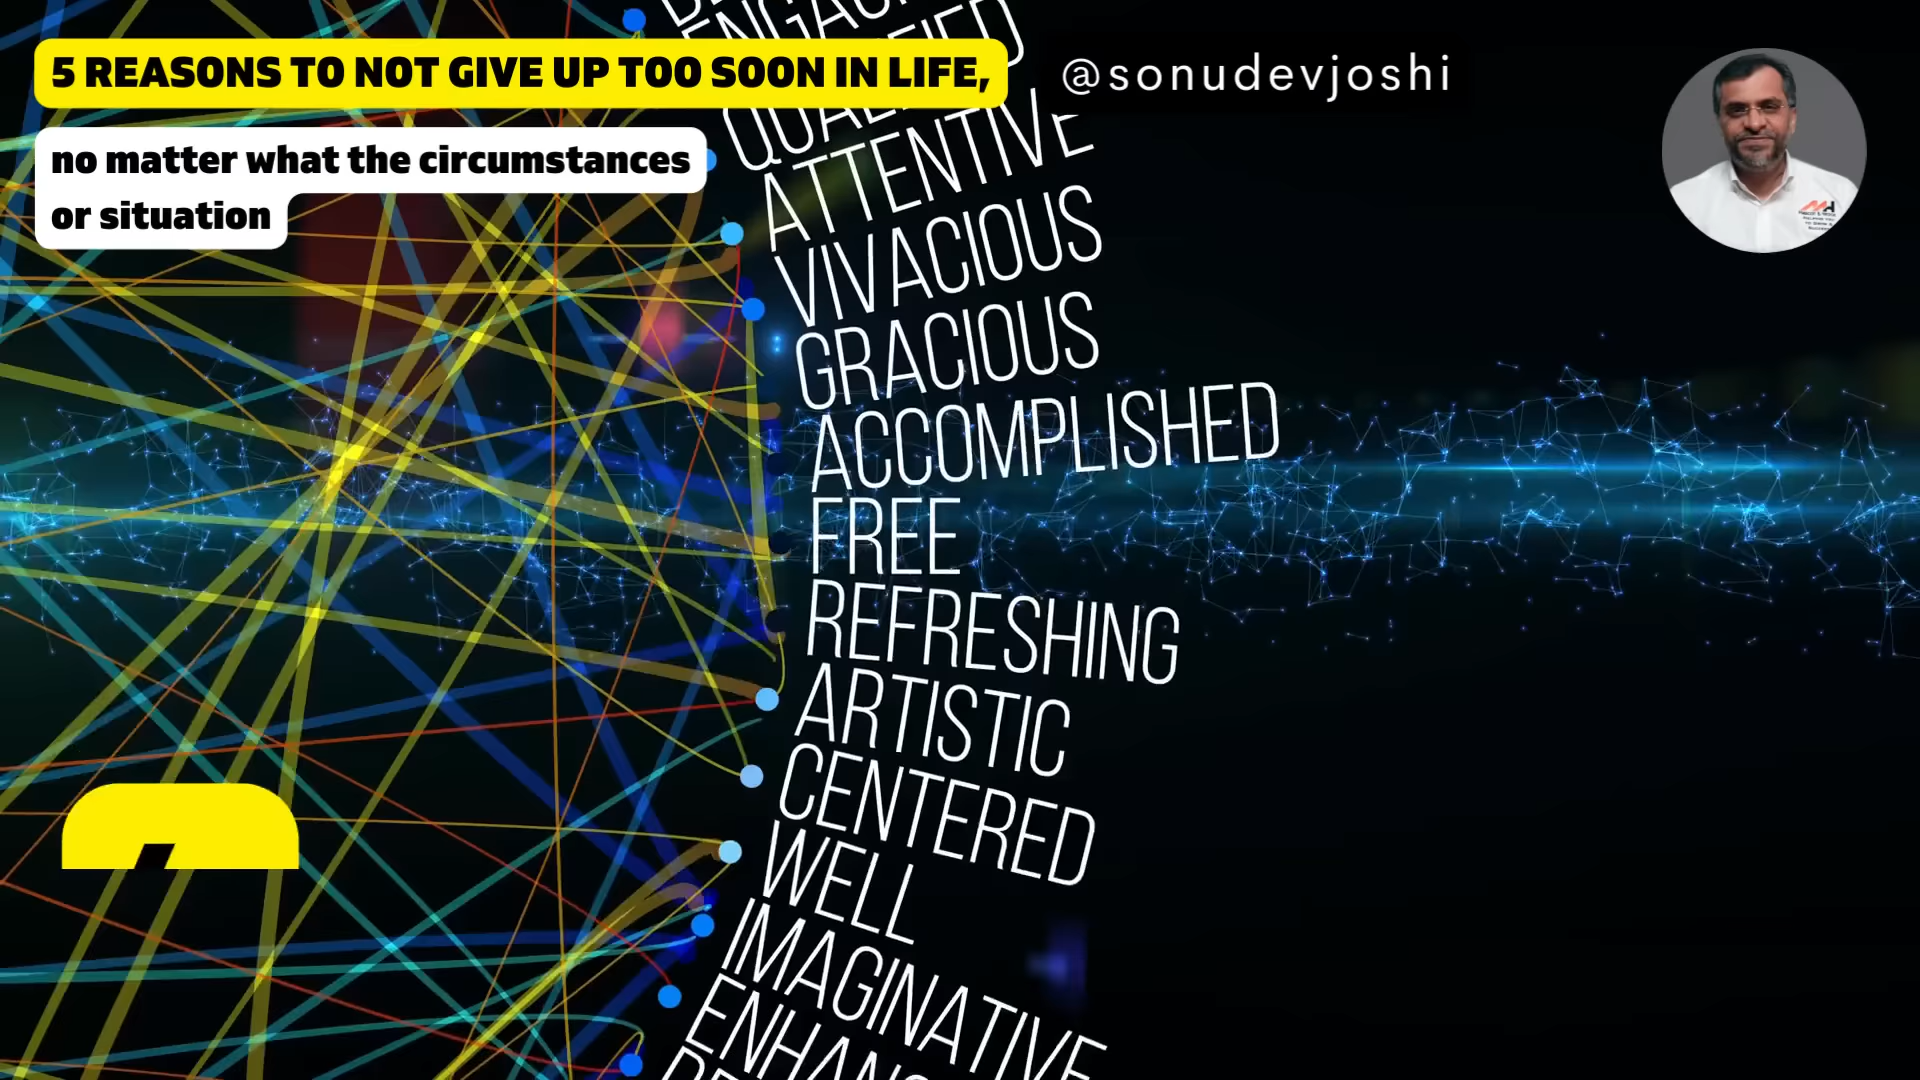 5 REASONS TO NOT GIVE UP TOO SOON IN LIFE,
@sonudevjoshi
no matter what the circumstances
or situation
ATTENTIVE
VIVACIOUS
GRACIOUS
ACCOMPLISHED
FREE
REFRESHING
ARTISTIC
CENTERED
WELL
IMAGINATIVE